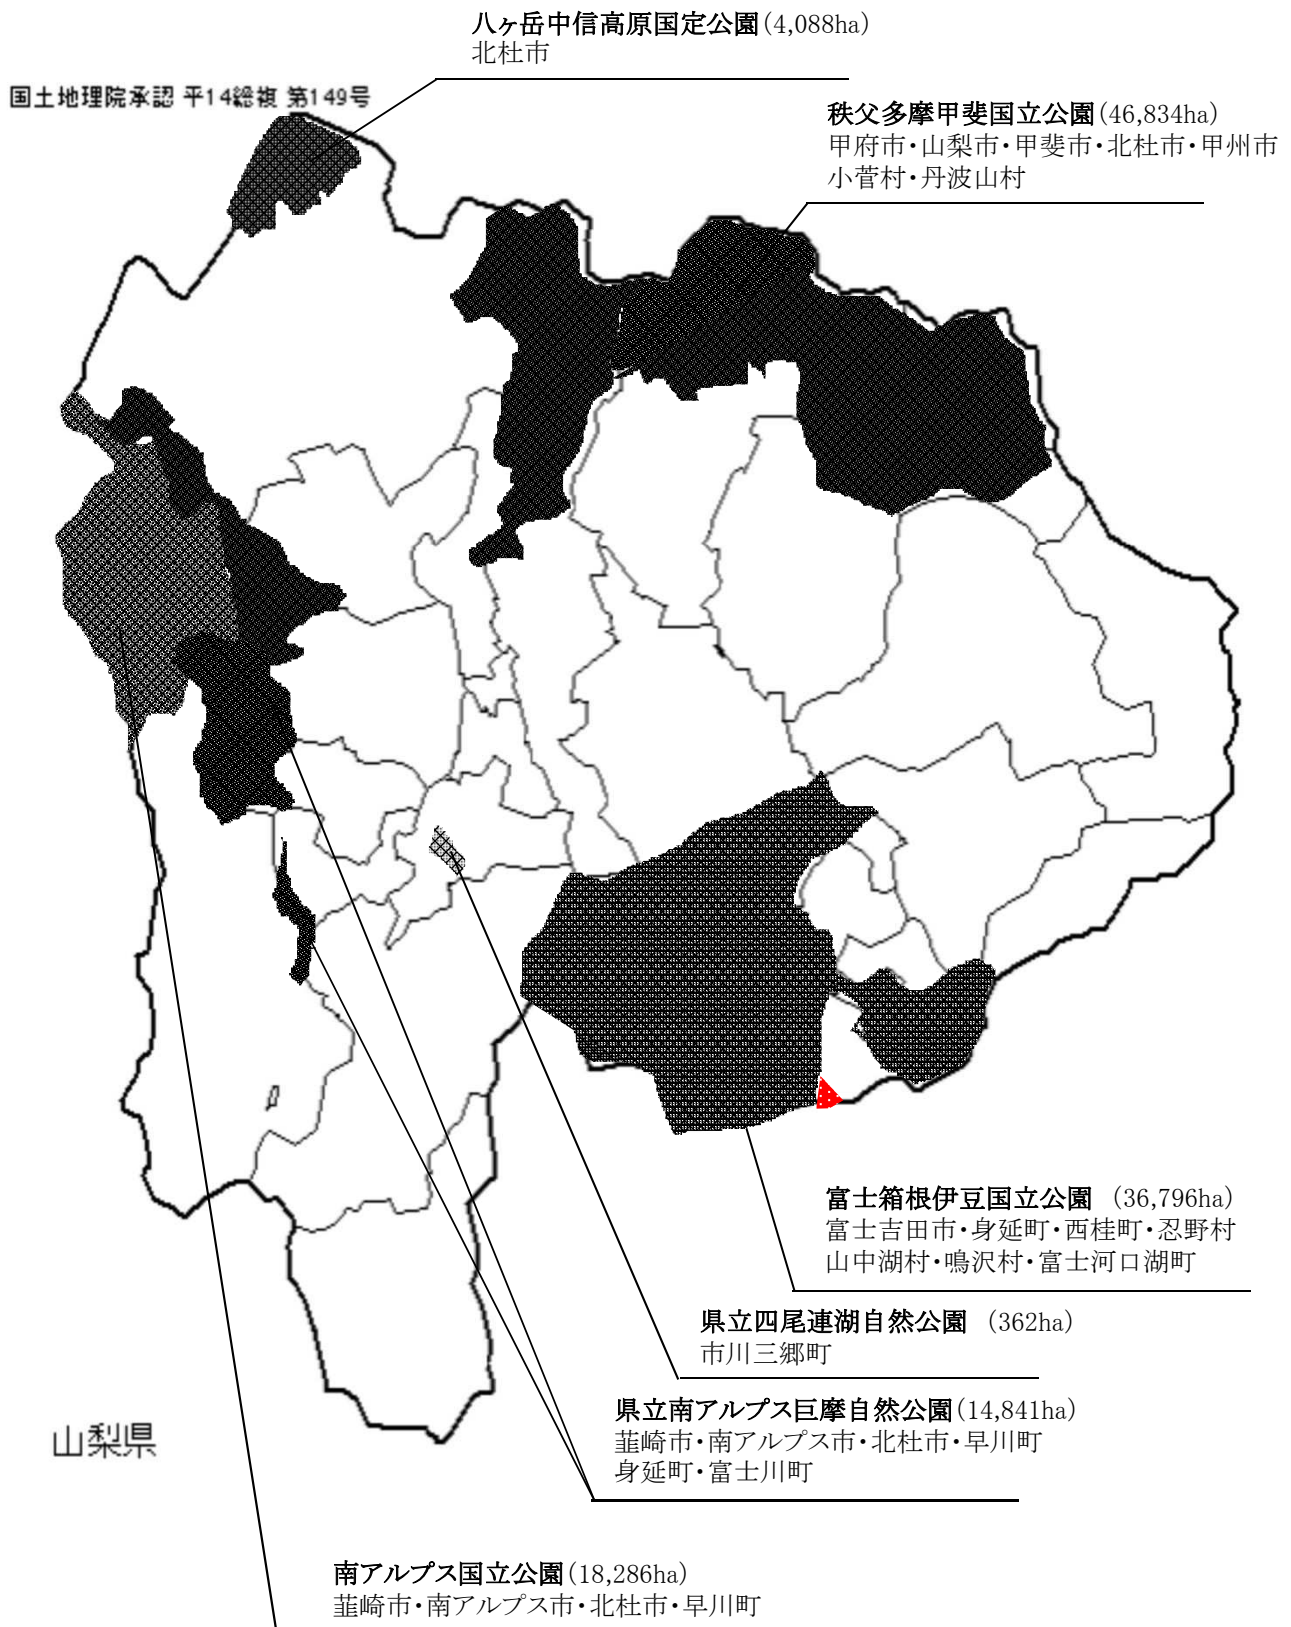 八ヶ岳中信高原国定公園(4,088ha)
北杜市
国土地理院承認 平14総複 第149号
秩父多摩甲斐国立公園(46,834ha)
甲府市・山梨市・甲斐市・北杜市・甲州市
小菅村・丹波山村
富士箱根伊豆国立公園 (36,796ha)
富士吉田市・身延町・西桂町・忍野村
山中湖村・鳴沢村・富士河口湖町
県立四尾連湖自然公園 (362ha)
市川三郷町
県立南アルプス巨摩自然公園(14,841ha)
韮崎市・南アルプス市・北杜市・早川町
身延町・富士川町
山梨県
南アルプス国立公園(18,286ha)
韮崎市・南アルプス市・北杜市・早川町